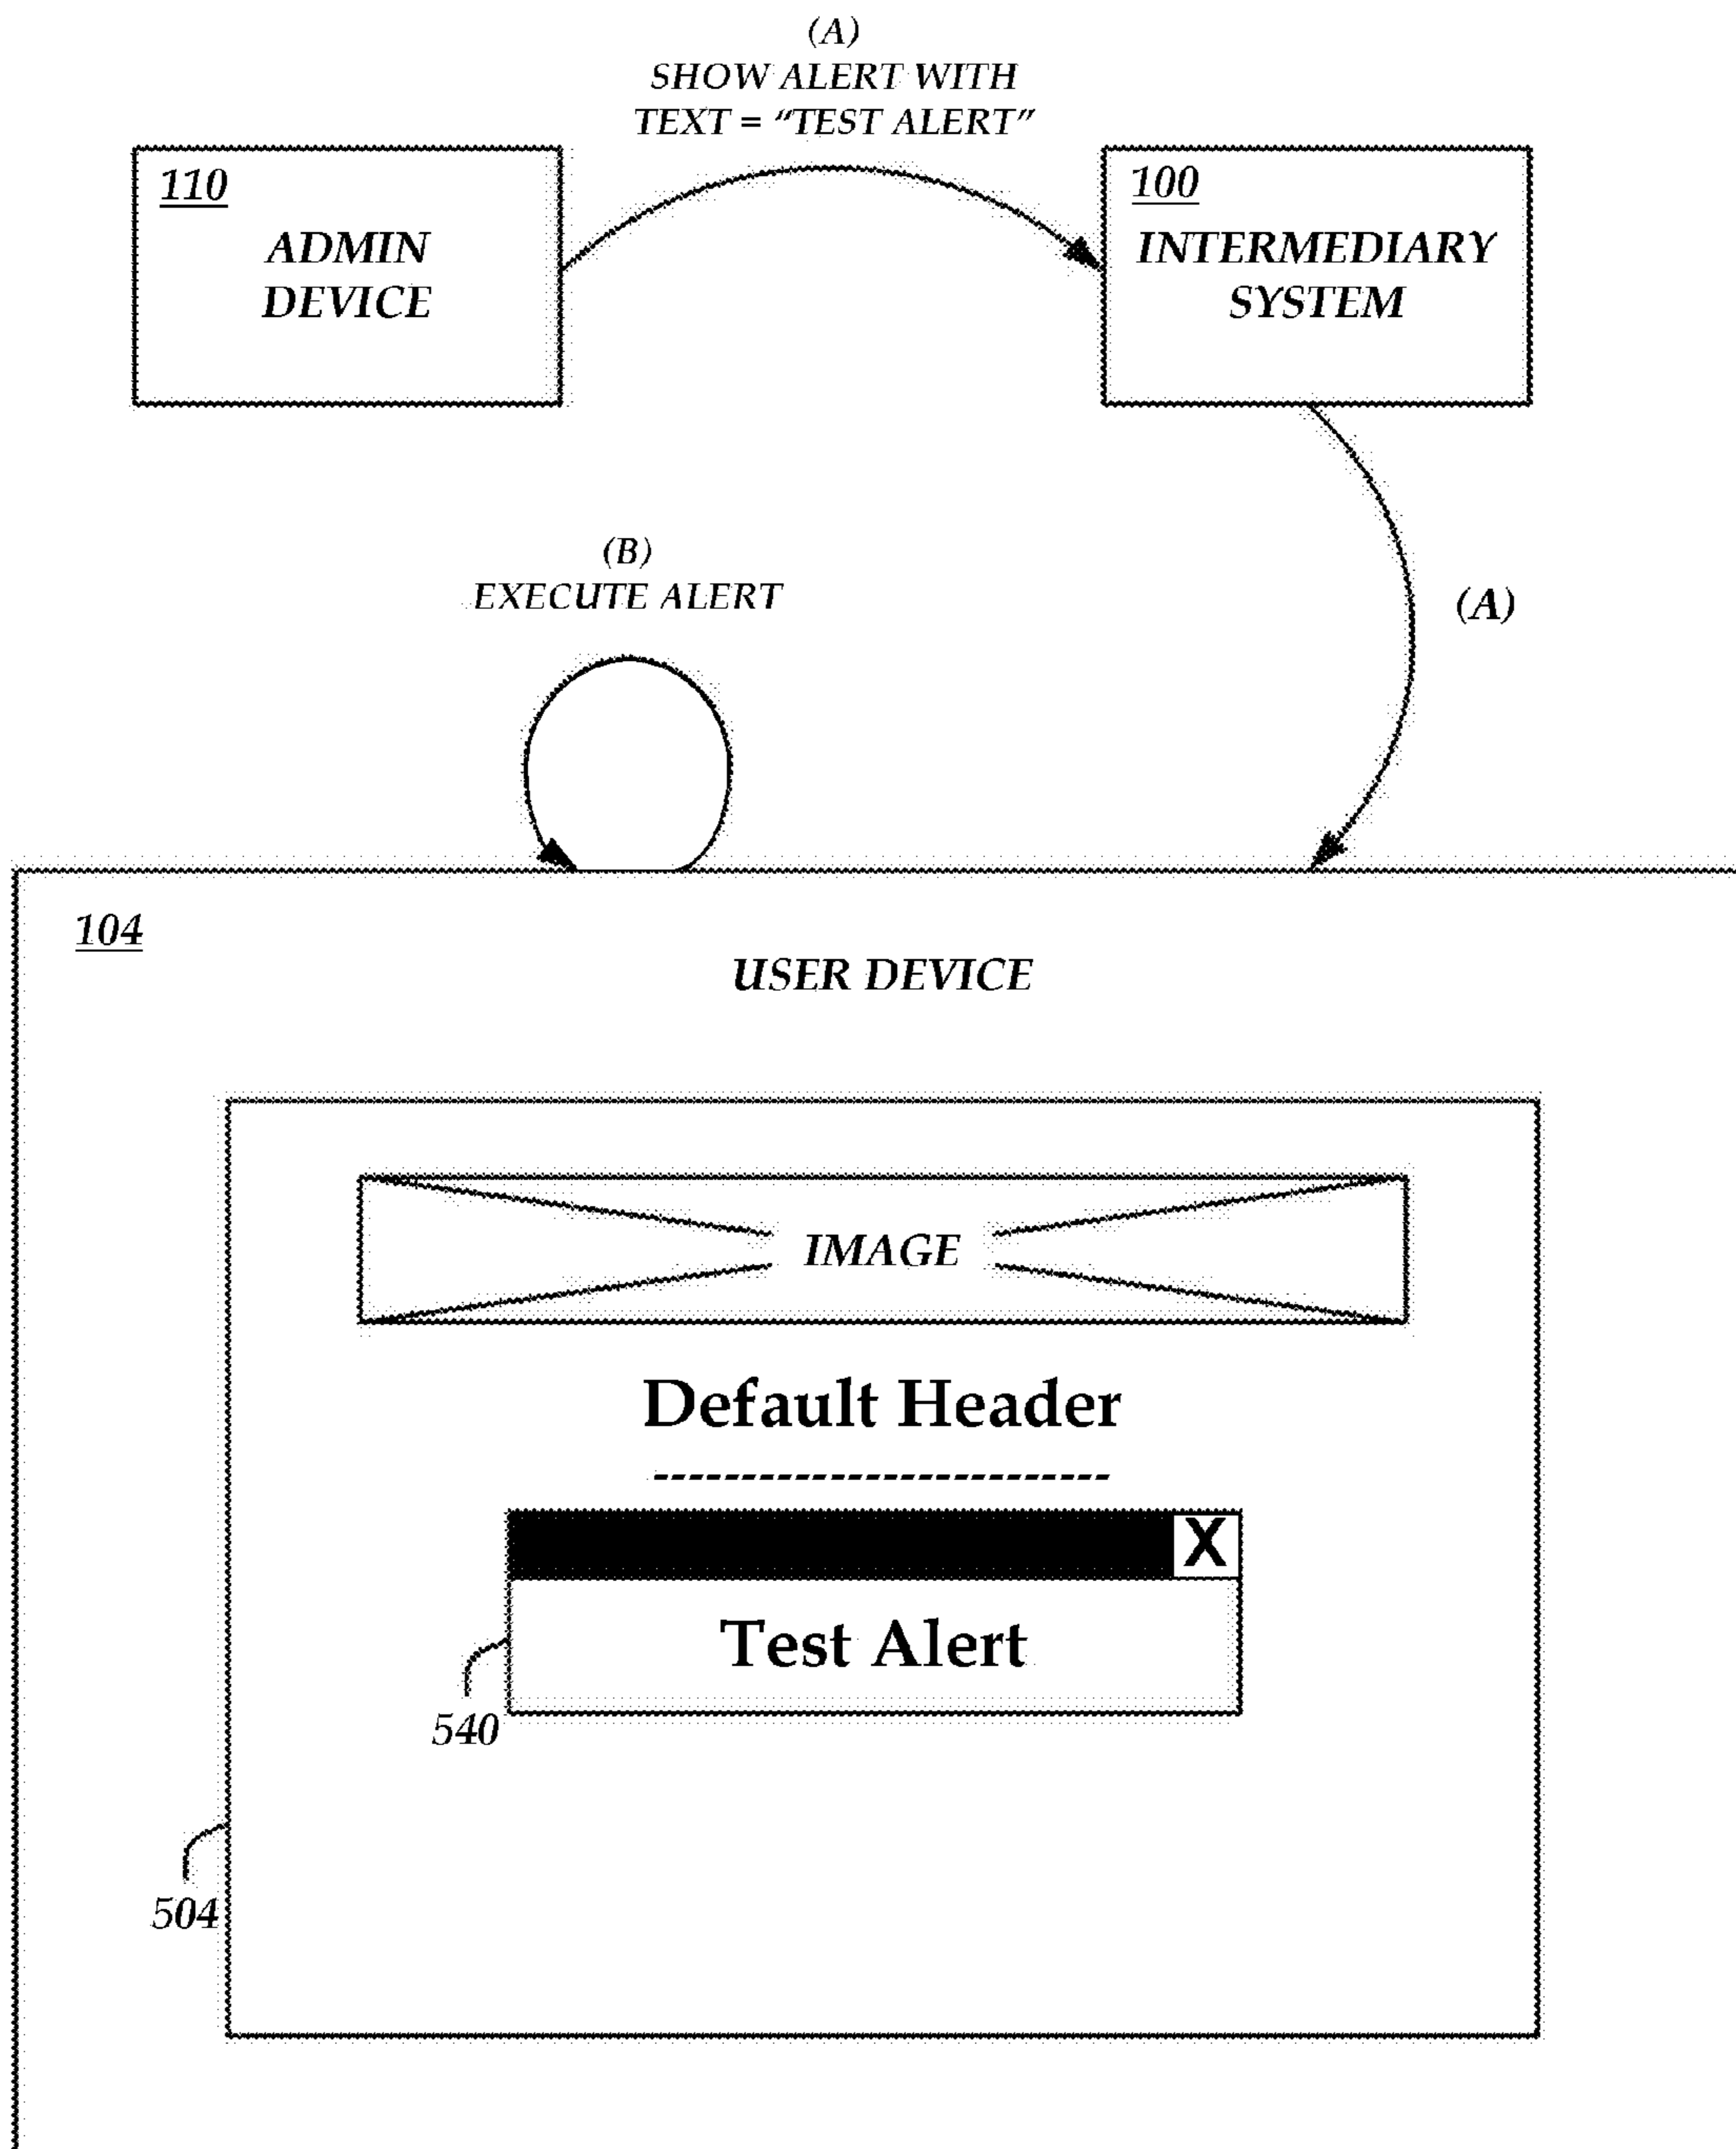 (A)
SHOW ALERT WITH
TEXT = “TEST ALERT”
110
ADMIN
DEVICE
100
INTERMEDIARY
SYSTEM
(B)
EXECUTE ALERT
(A)
104
USER DEVICE
IMAGE
Default Header
X
Test Alert
540
504